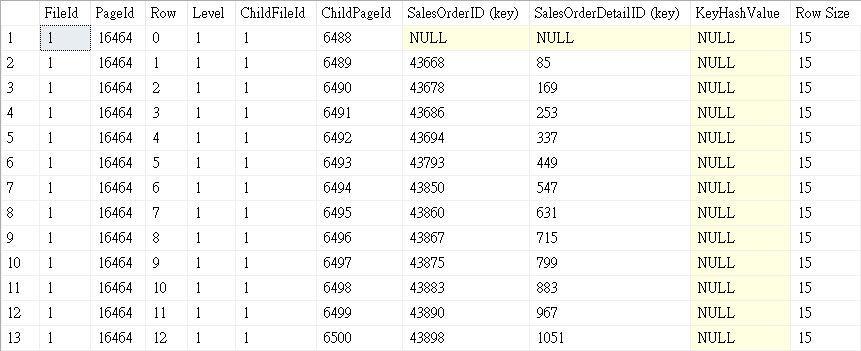 FileId PageId Row Level ChildFileId ChildPageId SalesOrderID (key) SalesOrderDetailID (key) KeyHashValue Row Size
1 1 16464 0 1 1 6488 NULL NULL NULL 15
2 1 16464 1 1 1 6489 43668 85 NULL 15
3 1 16464 2 1 1 6490 43678 169 NULL 15
4 1 16464 3 1 1 6491 43686 253 NULL 15
5 1 16464 4 1 1 6492 43694 337 NULL 15
6 1 16464 5 1 1 6493 43793 449 NULL 15
7 1 16464 6 1 1 6494 43850 547 NULL 15
8 1 16464 7 1 1 6495 43860 631 NULL 15
9 1 16464 8 1 1 6496 43867 715 NULL 15
10 1 16464 9 1 1 6497 43875 799 NULL 15
11 1 16464 10 1 1 6498 43883 883 NULL 15
12 1 16464 11 1 1 6499 43890 967 NULL 15
13 1 16464 12 1 1 6500 43898 1051 NULL 15